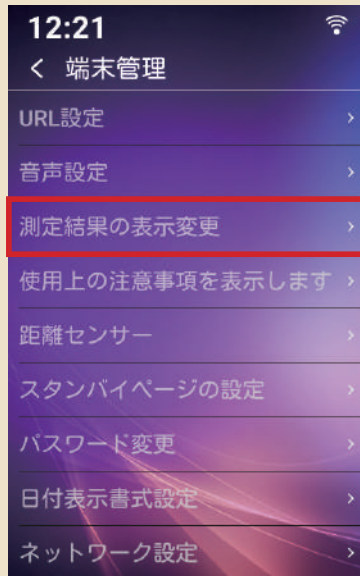 12:21
< 端末管理
URL設定 >
音声設定 >
測定結果の表示変更 >
使用上の注意事項を表示します >
距離センサー >
スタンバイページの設定 >
パスワード変更 >
日付表示書式設定 >
ネットワーク設定 >